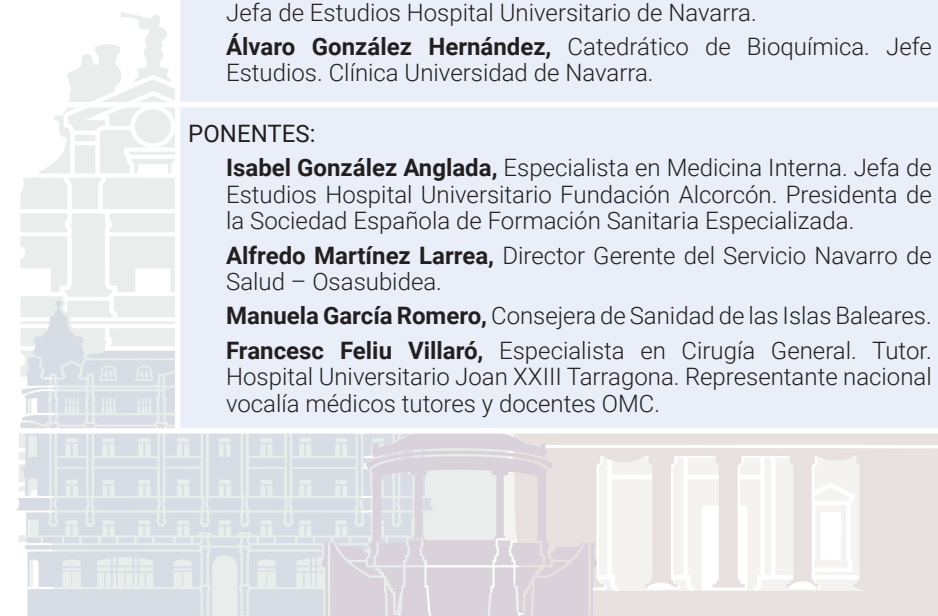 Jefa de Estudios Hospital Universitario de Navarra.
Álvaro González Hernández, Catedrático de Bioquímica. Jefe
Estudios. Clínica Universidad de Navarra.
PONENTES:
Isabel González Anglada, Especialista en Medicina Interna. Jefa de
Estudios Hospital Universitario Fundación Alcorcón. Presidenta de
la Sociedad Española de Formación Sanitaria Especializada.
Alfredo Martínez Larrea, Director Gerente del Servicio Navarro de
Salud – Osasubidea.
Manuela García Romero, Consejera de Sanidad de las Islas Baleares.
Francesc Feliu Villaró, Especialista en Cirugía General. Tutor.
Hospital Universitario Joan XXIII Tarragona. Representante nacional
vocalía médicos tutores y docentes OMC.